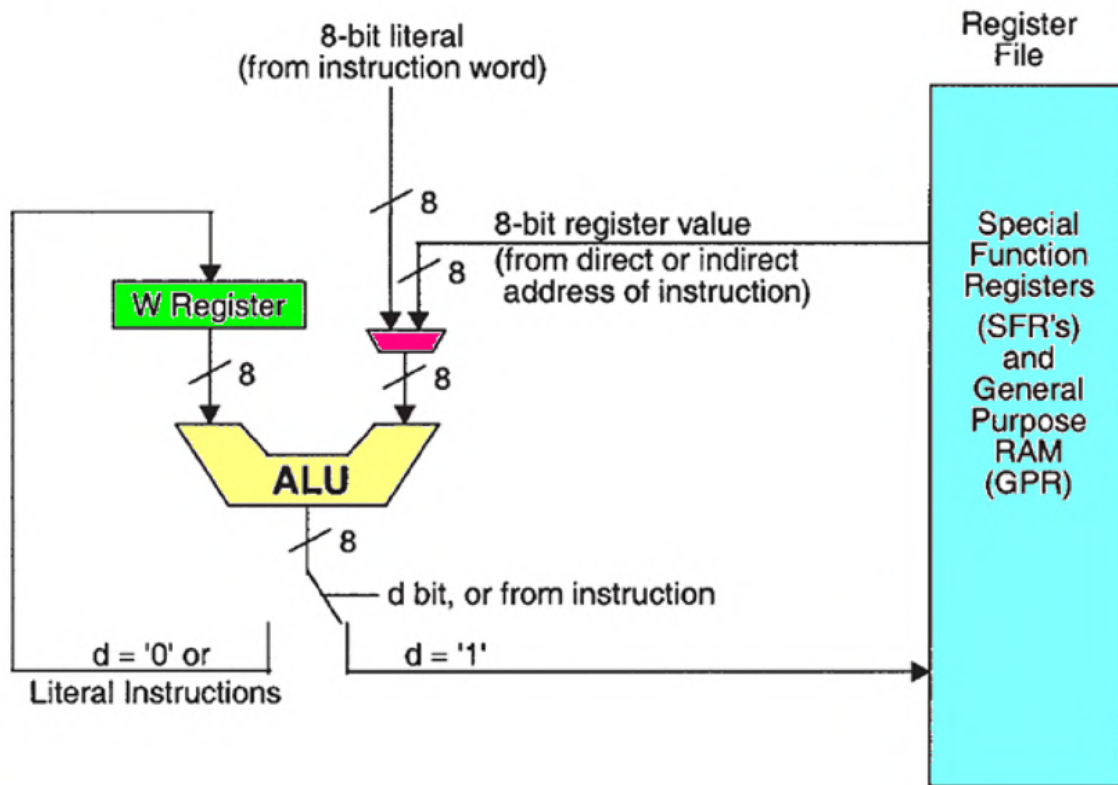 8-bit literal
(from instruction word)
Register
File
8
8-bit register value
(from direct or indirect
address of instruction)
8
W Register
8
8
Special
Function
Registers
(SFR's)
and
General
Purpose
RAM
(GPR)
ALU
8
d bit, or from instruction
d = '0' or
Literal Instructions
d = '1'